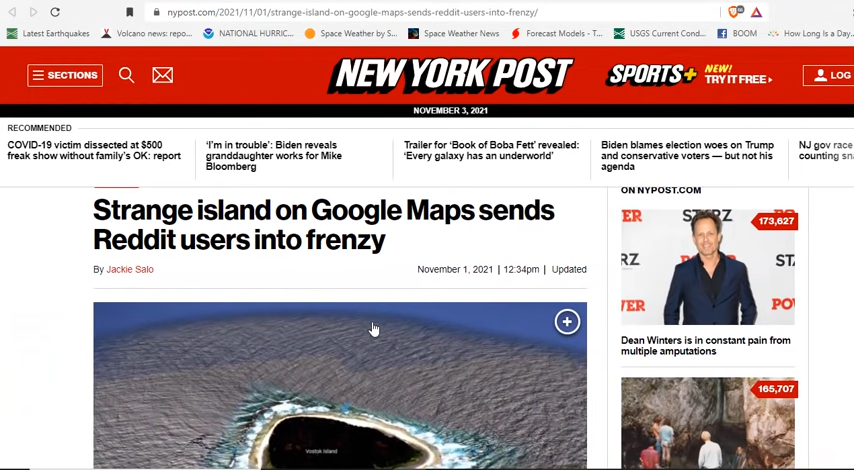 nypost.com/2021/11/01/strange-island-on-google-maps-sends-reddit-users-into-frenzy/
Latest Earthquakes
Volcano news: repo...
NATIONAL HURRIC...
Space Weather by S...
Space Weather News
Forecast Models - T...
USGS Current Cond...
BOOM
How Long Is a Day...
SECTIONS
NEW YORK POST
SPORTS+
NEW!
TRY IT FREE
LOG
NOVEMBER 3, 2021
RECOMMENDED
COVID-19 victim dissected at $500
freak show without family's OK: report
'I'm in trouble': Biden reveals
granddaughter works for Mike
Bloomberg
Trailer for 'Book of Boba Fett' revealed:
'Every galaxy has an underworld'
Biden blames election woes on Trump
and conservative voters — but not his
agenda
NJ gov race
counting
ON NYPOST.COM
Strange island on Google Maps sends
Reddit users into frenzy
By Jackie Salo
November 1, 2021 | 12:34pm | Updated
Vostok Island
173,627
STARZ
POWER
Dean Winters is in constant pain from
multiple amputations
165,707